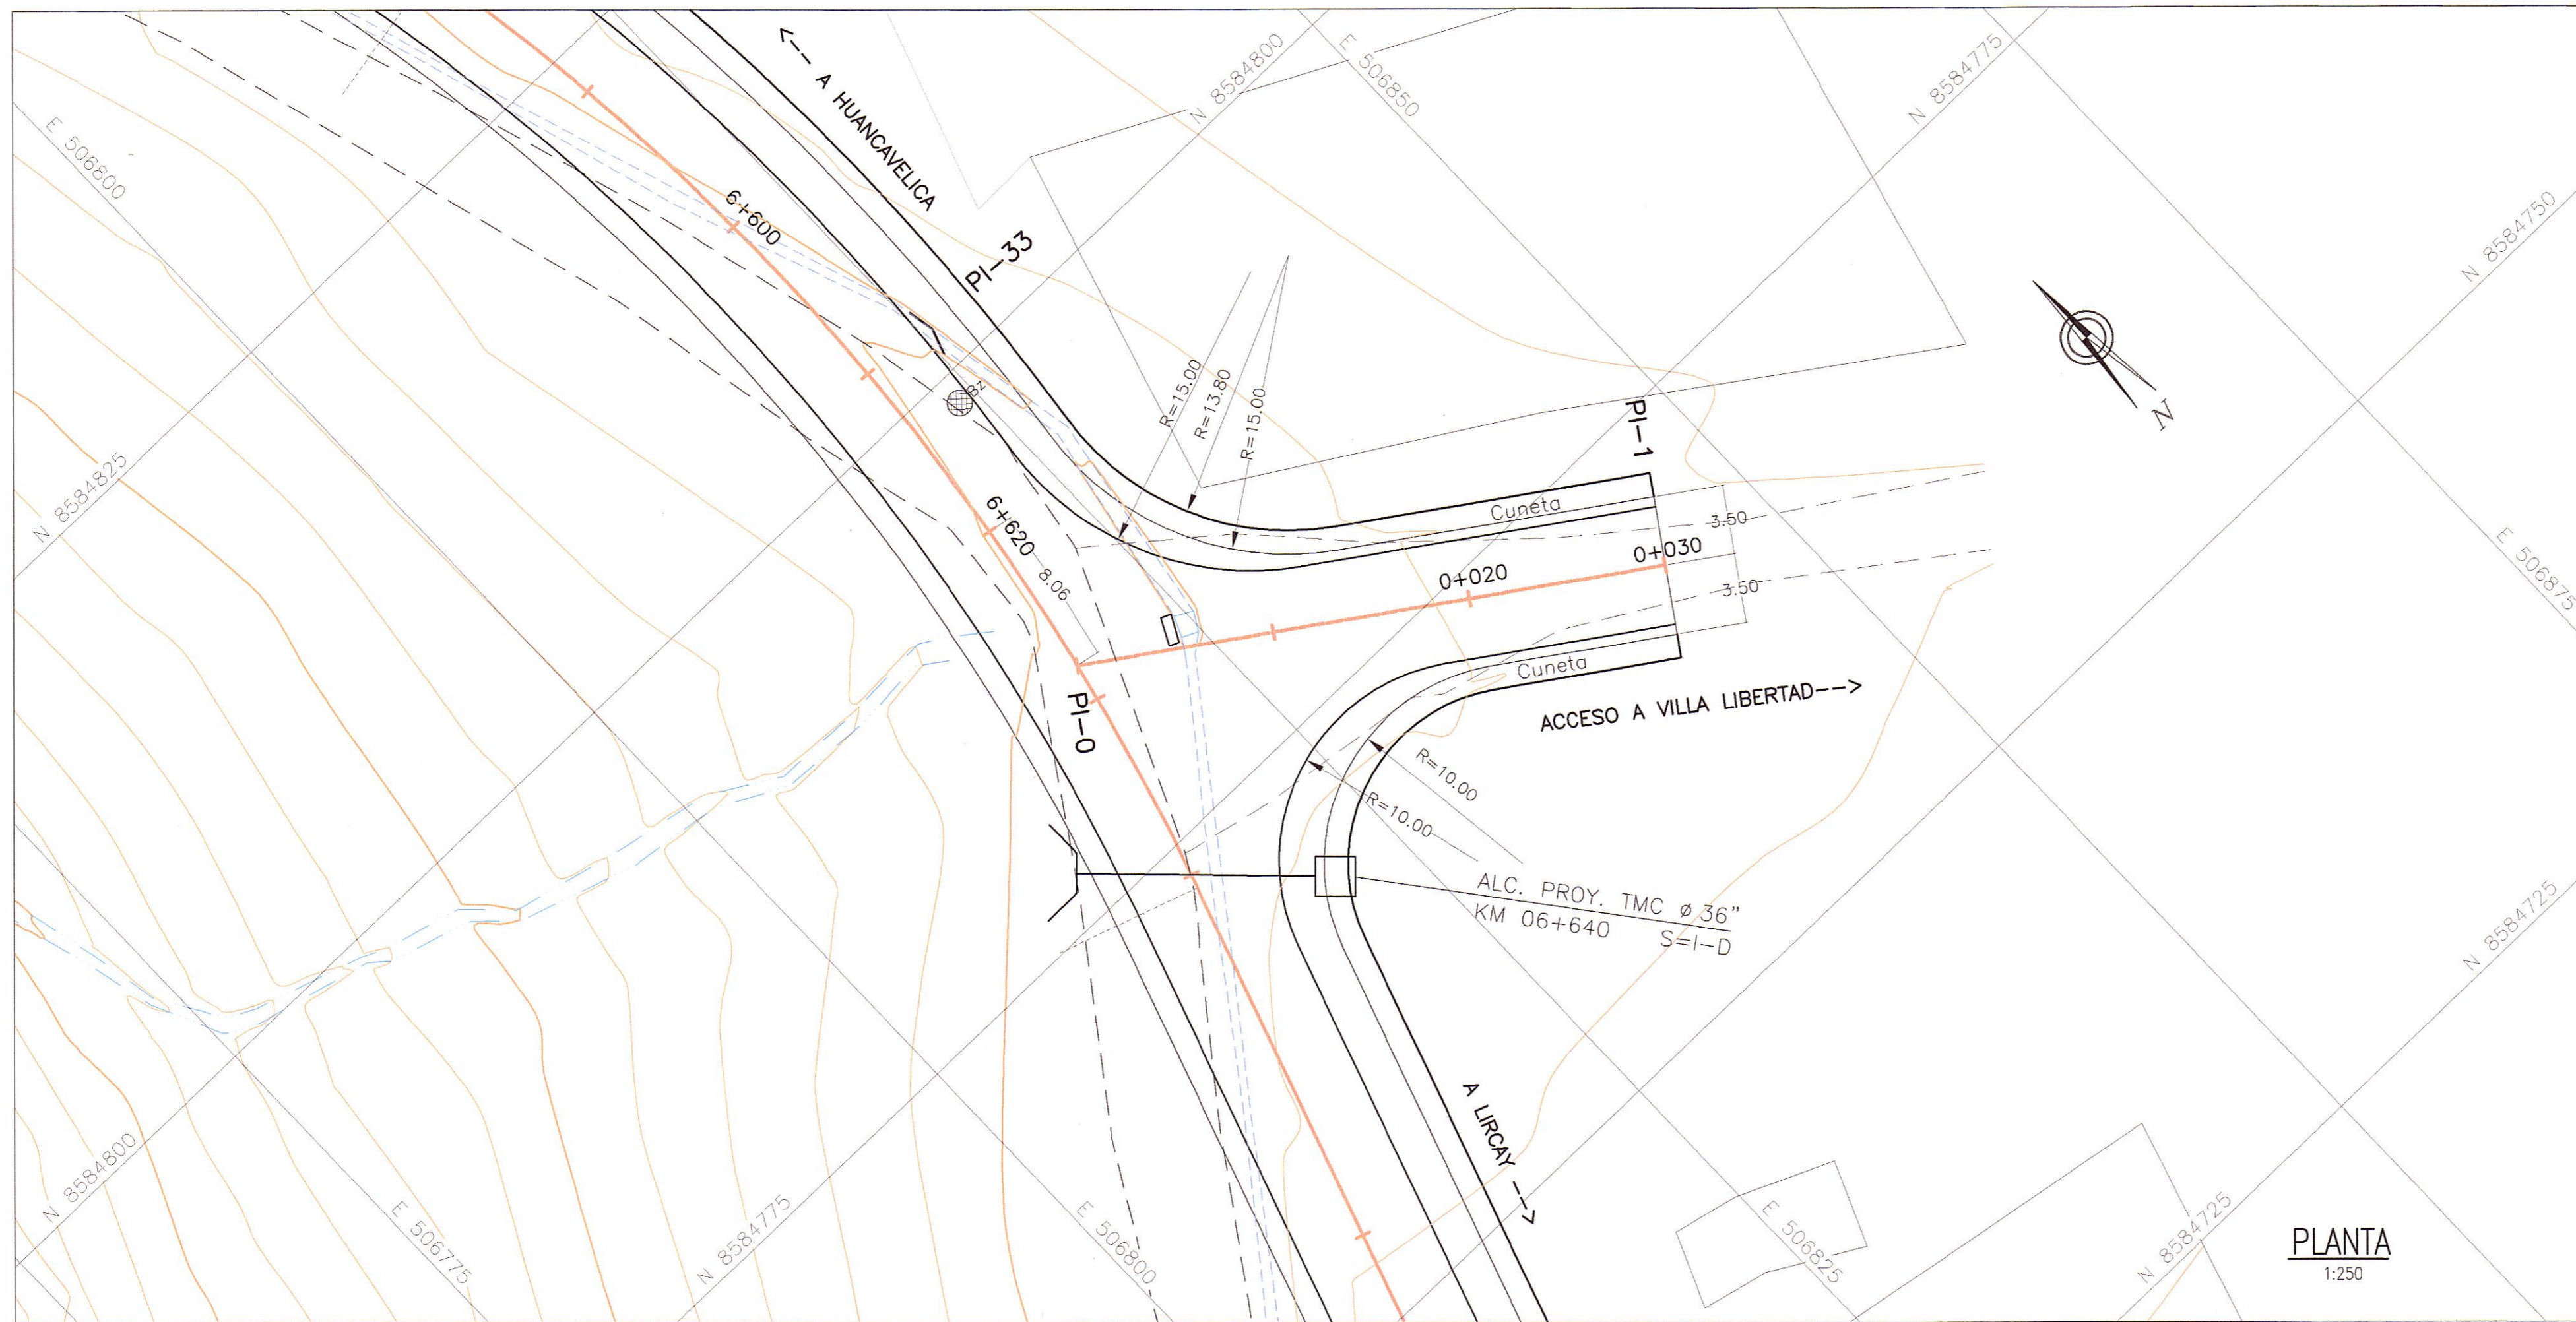 <--- A HUANCAVELICA
E 506850
N 8584800
N 8584775
E 506800
N 8584750
6+600
PI-33
R=15.00
R=13.80
R=15.00
Bz
N
PI-1
N 8584825
6+620
8.06
Cuneta
3.50
0+030
0+020
3.50
E 506875
Cuneta
PI-0
ACCESO A VILLA LIBERTAD-->
R=10.00
R=10.00
ALC. PROY. TMC ø 36"
KM 06+640 S=I-D
N 8584725
A LIRCAY -->
N 8584800
E 506775
N 8584775
E 506800
E 506825
N 8584725
PLANTA
1:250